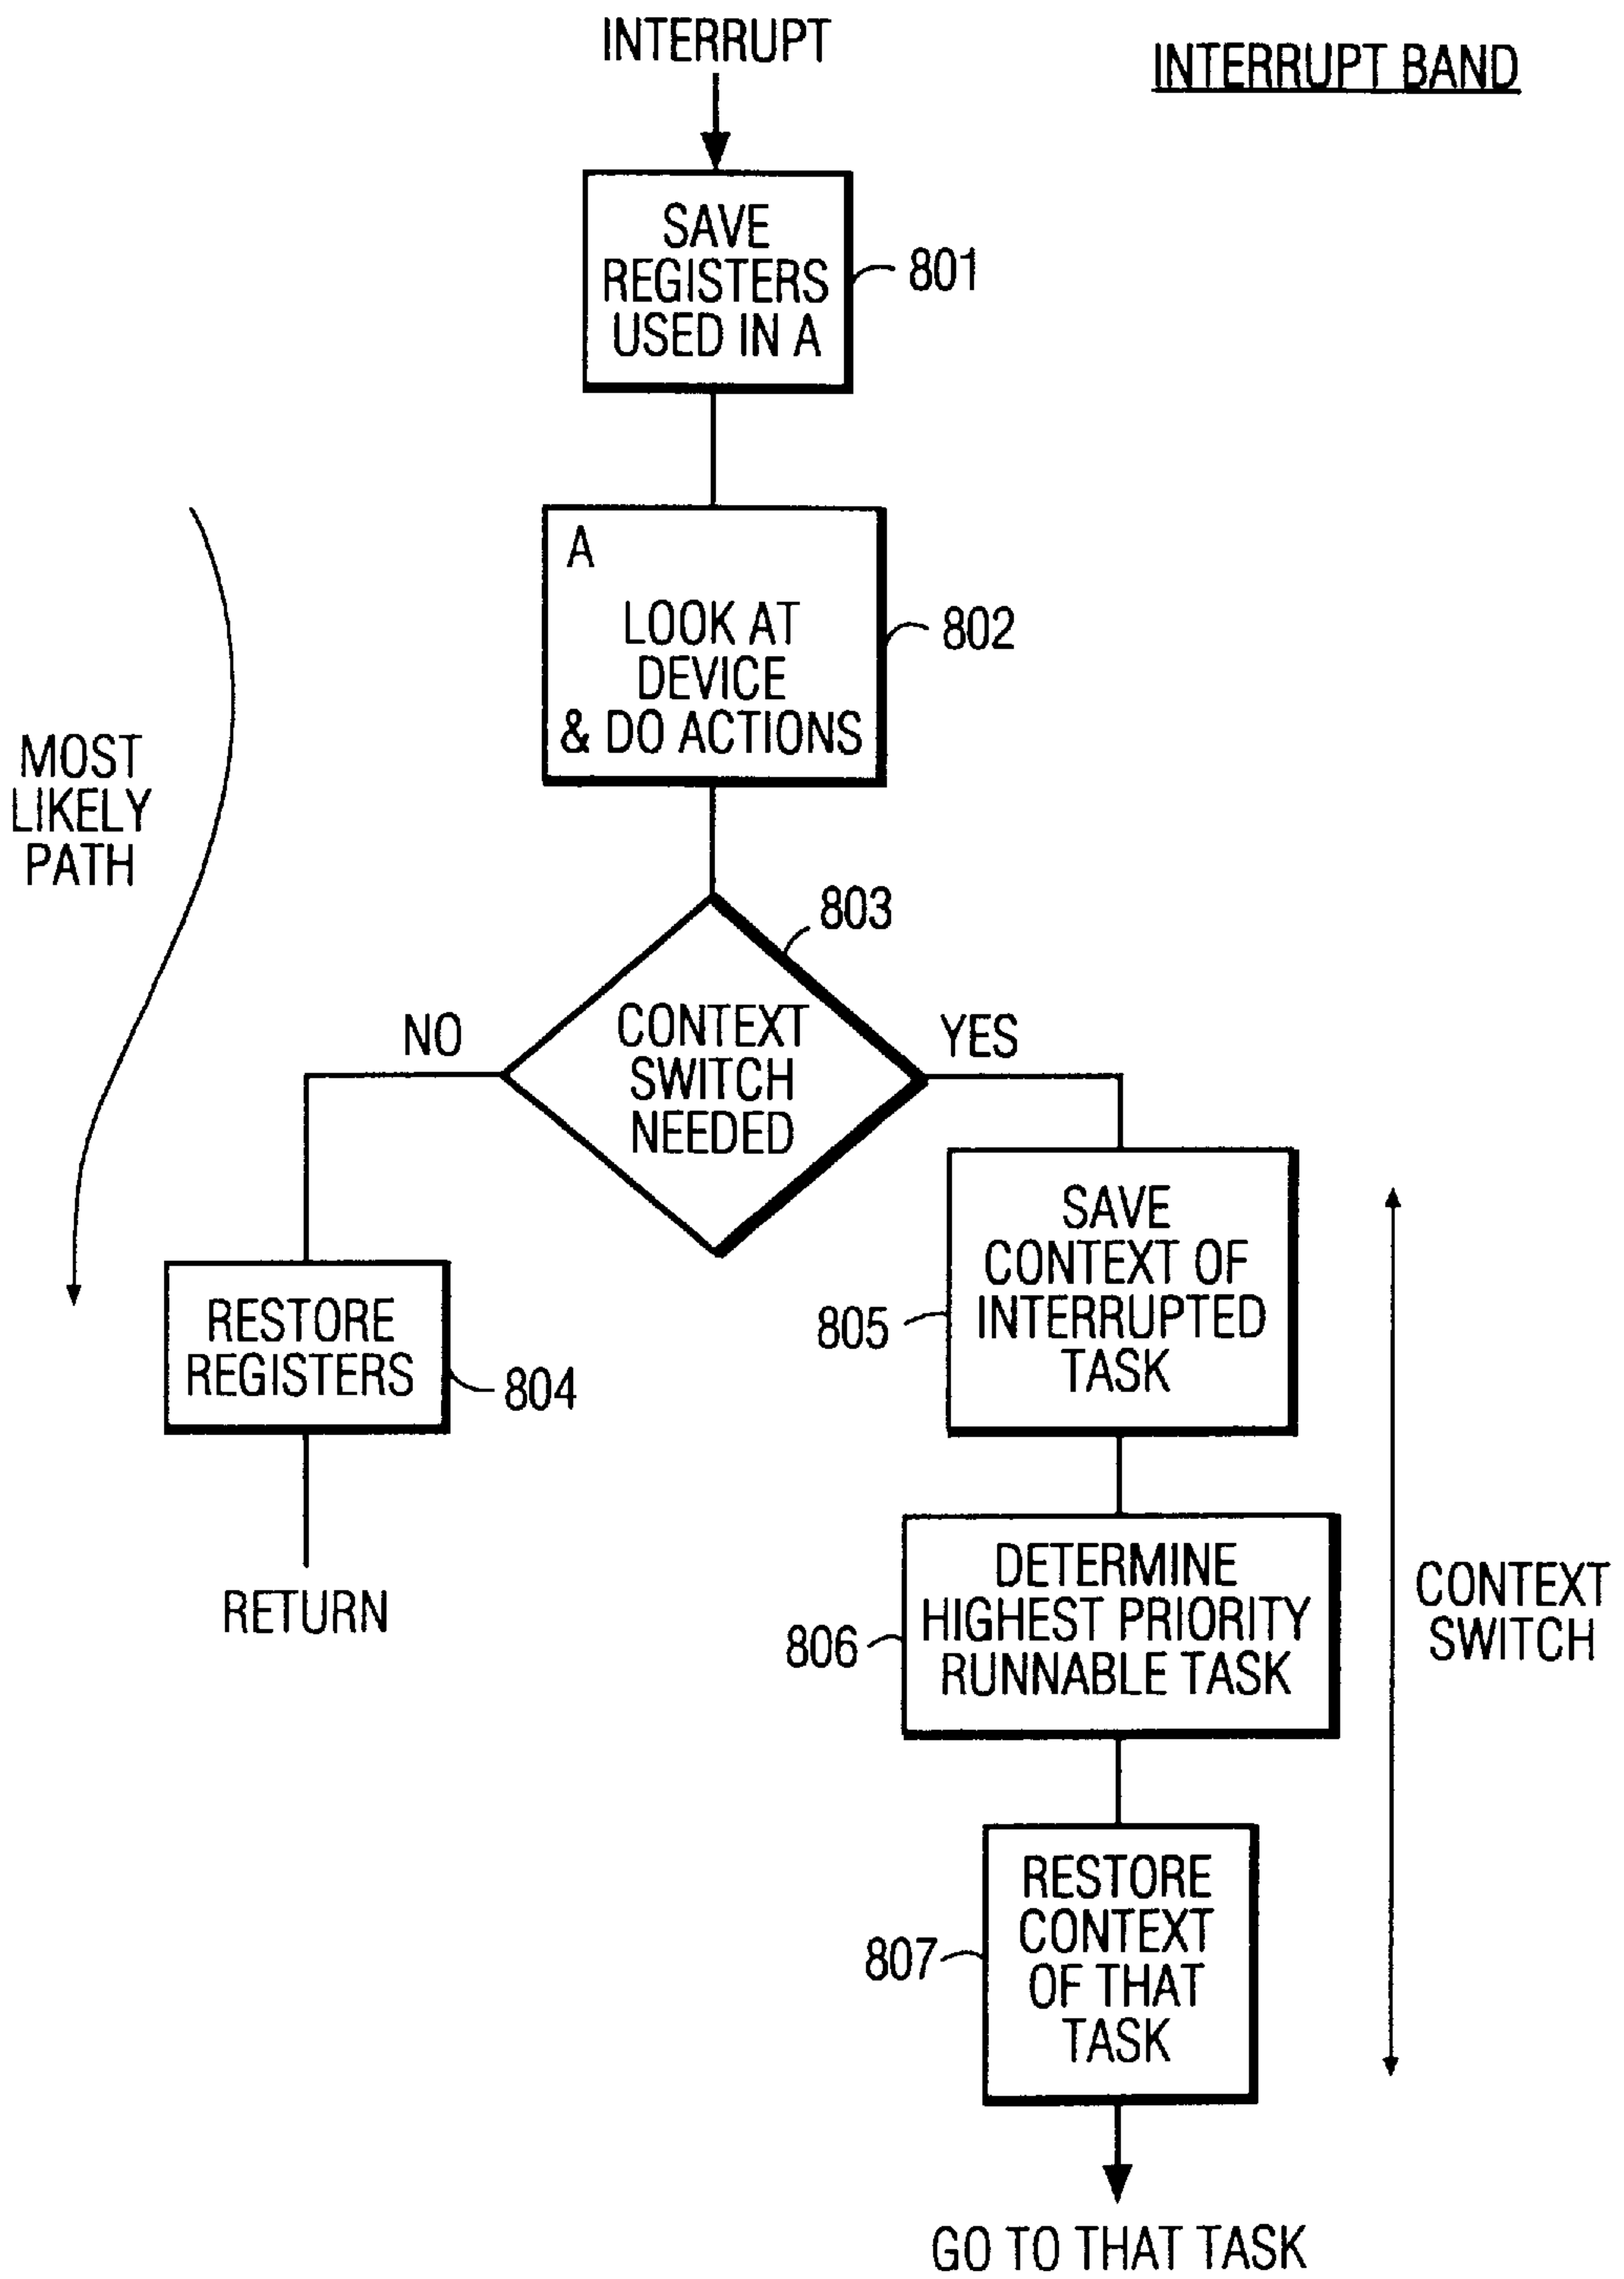 INTERRUPT
INTERRUPT BAND
SAVE
REGISTERS
USED IN A
801
A
LOOK AT
DEVICE
& DO ACTIONS
802
MOST
LIKELY
PATH
803
CONTEXT
SWITCH
NEEDED
NO
YES
SAVE
CONTEXT OF
INTERRUPTED
TASK
805
RESTORE
REGISTERS
804
RETURN
DETERMINE
HIGHEST PRIORITY
RUNNABLE TASK
806
CONTEXT
SWITCH
RESTORE
CONTEXT
OF THAT
TASK
807
GO TO THAT TASK